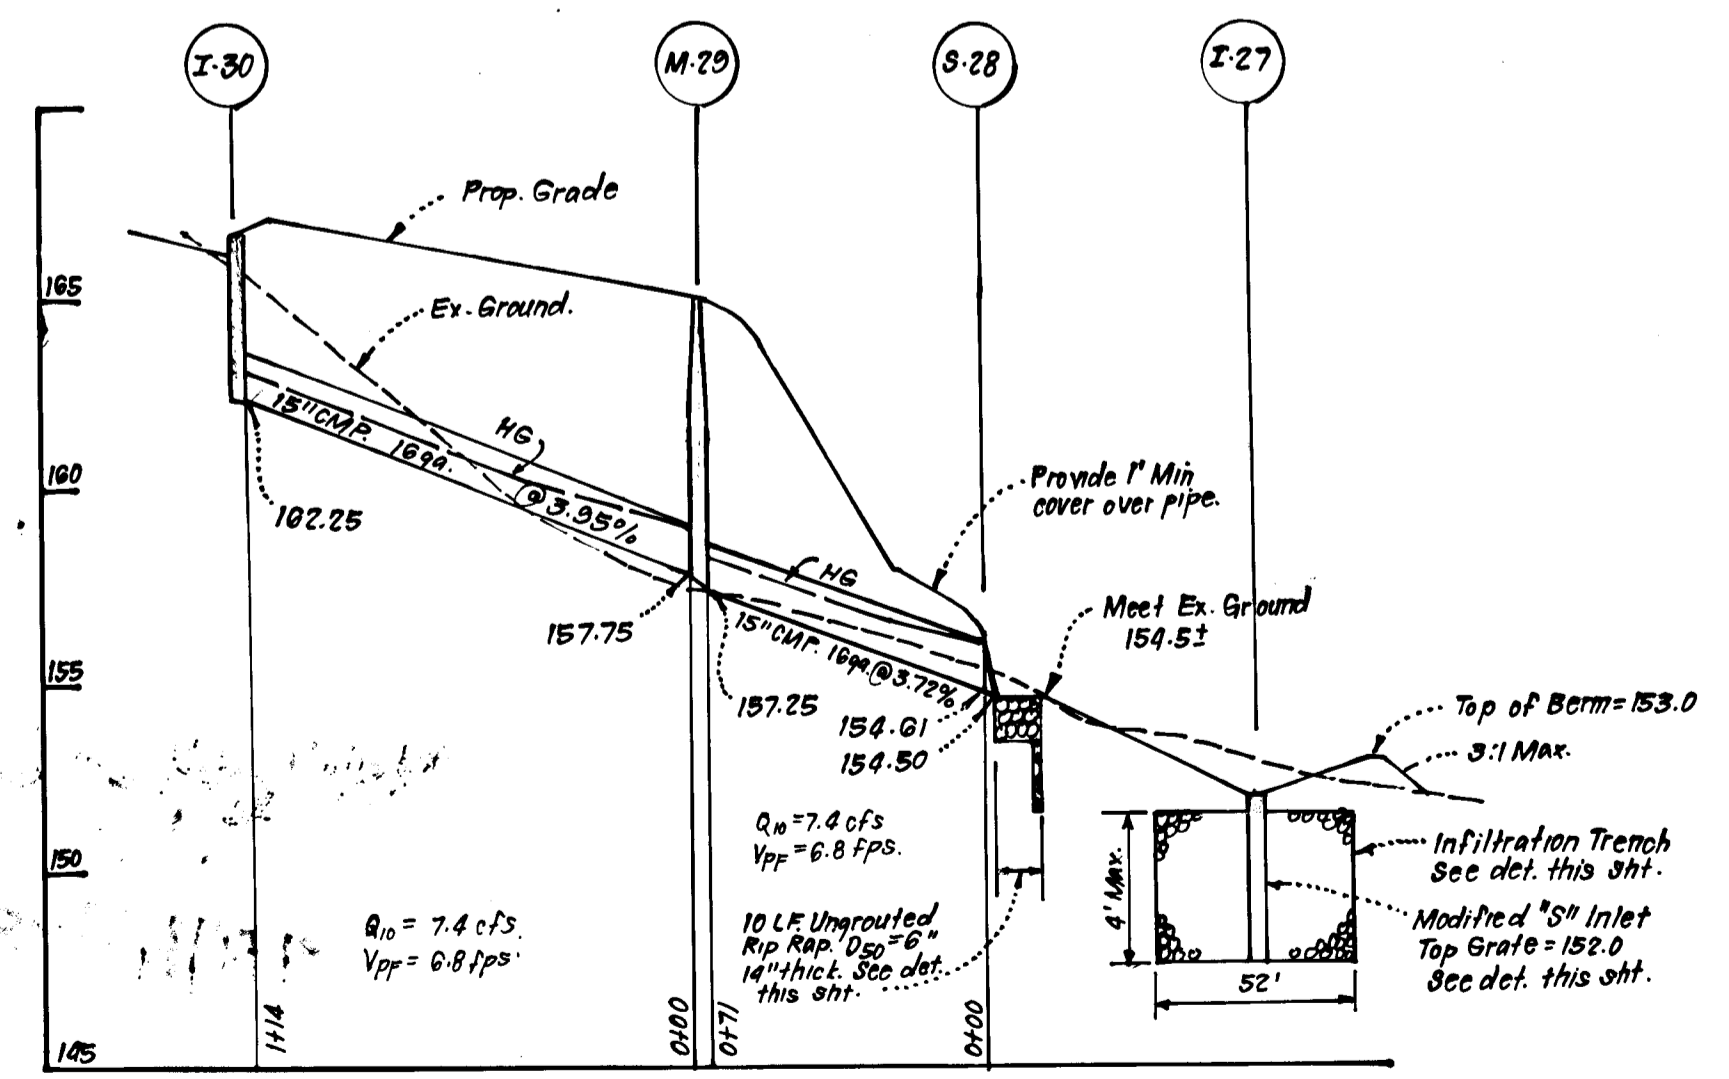 I-30
M-29
S-28
I-27
Prop. Grade
165
Ex. Ground.
HG
15"CMP. 16ga. @ 3.95%
160
162.25
Provide 1' Min
cover over pipe.
HG
157.75
Meet Ex. Ground
154.5±
15"CMP. 16ga. @ 3.72%
157.25
155
154.61
154.50
Top of Berm=153.0
3:1 Max.
Q10 = 7.4 cfs
VPF = 6.8 fps.
150
4' Max.
Infiltration Trench
See det. this sht.
Q10 = 7.4 cfs.
VPF = 6.8 fps.
10 LF. Ungrouted
Rip Rap. D50 = 6"
14" thick. See det.
this sht.
Modified "S" Inlet
Top Grate = 152.0
See det. this sht.
52'
1+14
0+00
0+71
0+00
145